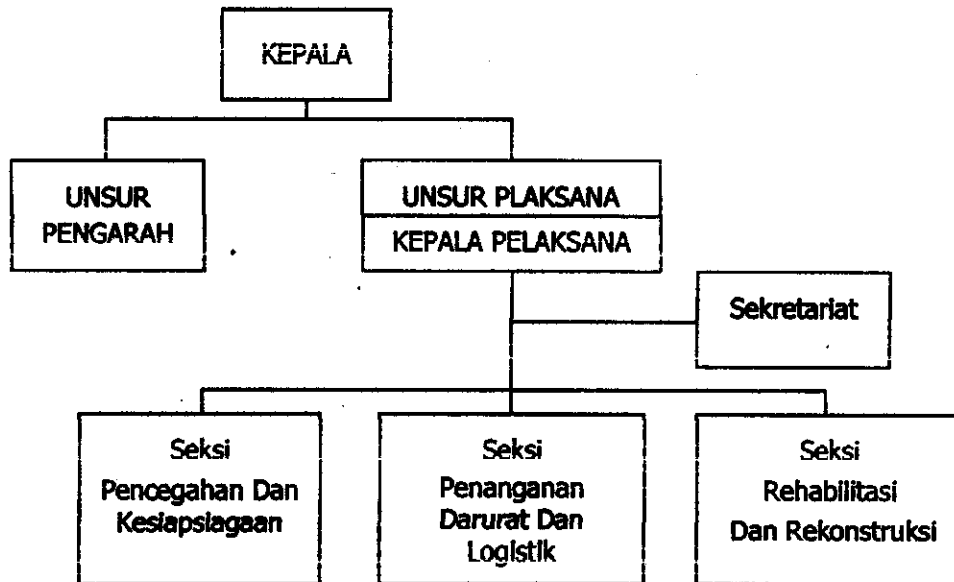 KEPALA
UNSUR
PENGARAH
UNSUR PLAKSANA
KEPALA PELAKSANA
Sekretariat
Seksi
Pencegahan Dan
Kesiapsiagaan
Seksi
Penanganan
Darurat Dan
Logistik
Seksi
Rehabilitasi
Dan Rekonstruksi